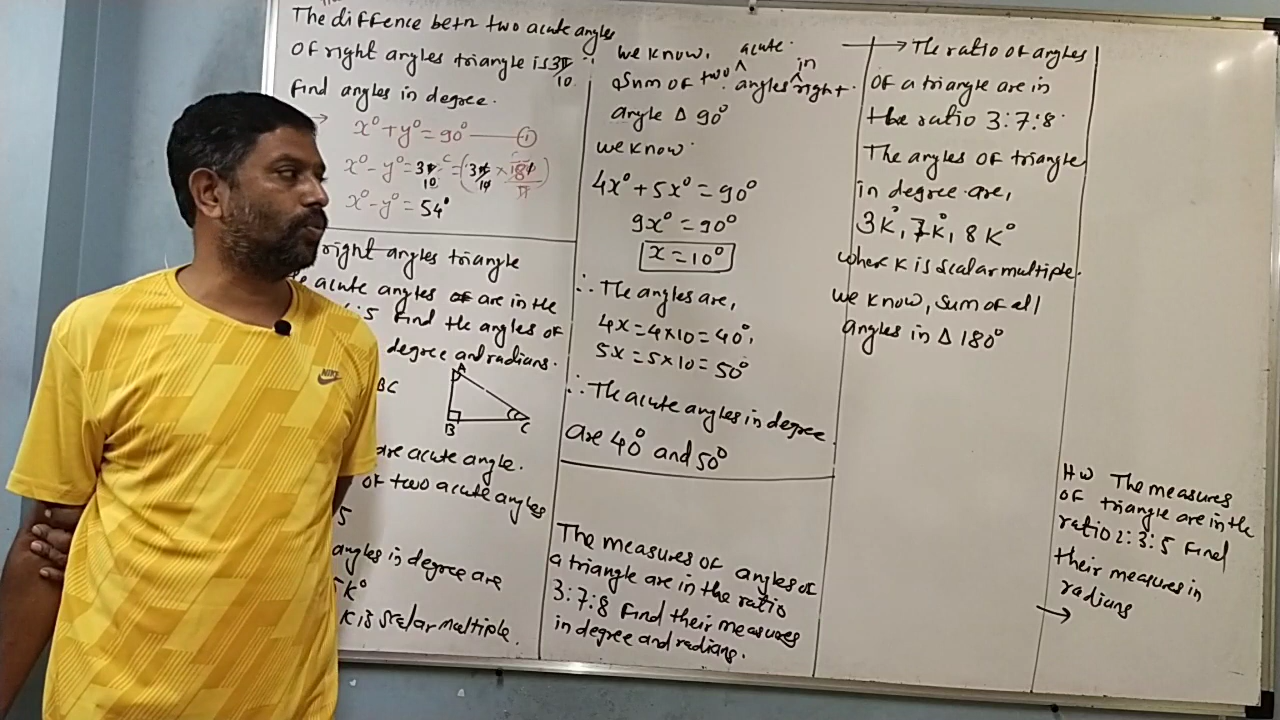 The diffence betn two acute angles
of right angles triangle is 3π/10
Find angles in degree.
→ x° + y° = 90° — ①
x° - y° = 3π/10 ᶜ = (3π/10 × 180/π)
x° - y° = 54°
right angles triangle
acute angles of are in the
:5 Find the angles of
degree and radians.
BC
A
B C
are acute angle.
of two acute angles
5
angles in degree are
5k°
k is Scalar multiple.
∵ we know, acute
Sum of two ^ angles ^ in right
angle Δ 90°
we know
4x° + 5x° = 90°
9x° = 90°
x = 10°
∴ The angles are,
4x = 4×10 = 40°,
5x = 5×10 = 50°
∴ The acute angles in degree
are 40° and 50°
The measures of angles of
a triangle are in the ratio
3:7:8 Find their measures
in degree and radians.
→ The ratio of angles
of a triangle are in
the ratio 3:7:8
The angles of triangle
in degree are,
3k°, 7k°, 8k°
where k is scalar multiple.
we know, Sum of all
angles in Δ 180°
HW The measures
of triangle are in the
ratio 2:3:5 Find
their measures in
radians
→
NIKE